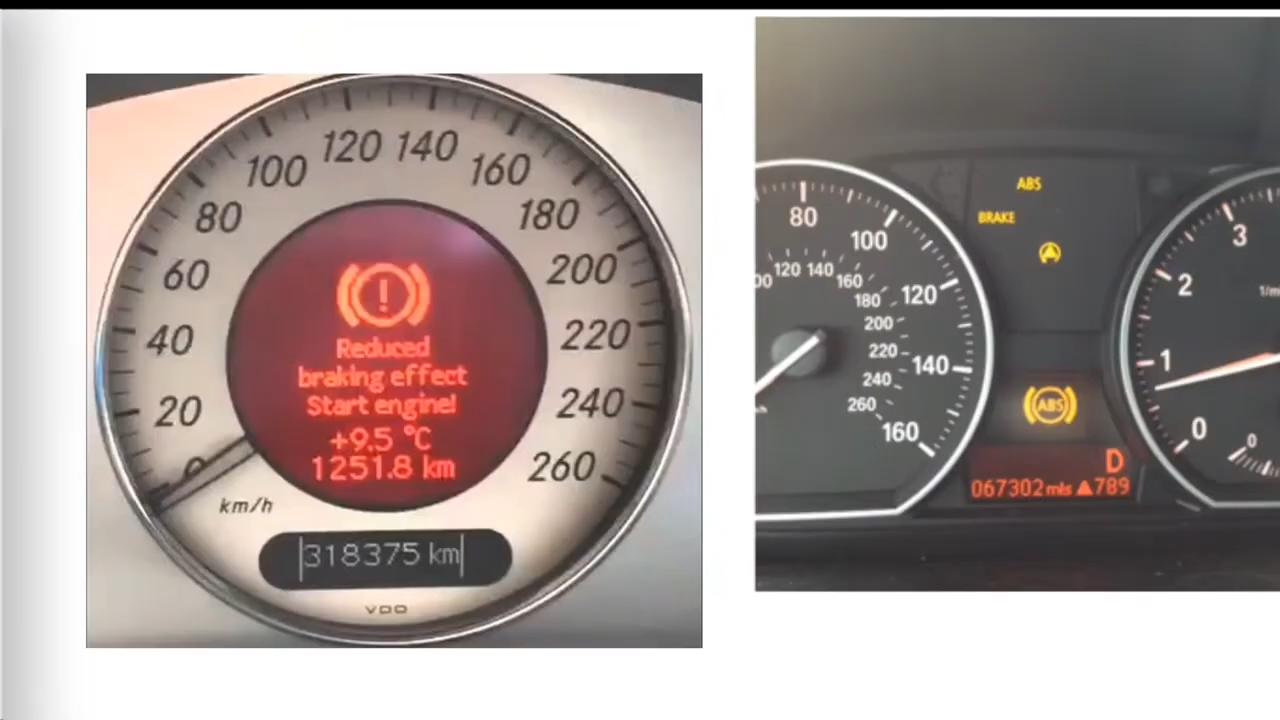 120 140
100 160
80 180
60 200
40 220
20 240
0 260
km/h
!
Reduced
braking effect
Start engine!
+9.5 °C
1251.8 km
318375 km
VDO
ABS
BRAKE
A
80
100
120
140
160
120 140
160
180
200
220
240
260
ABS
D
067302 mls ▲789
3
2
1
0
0